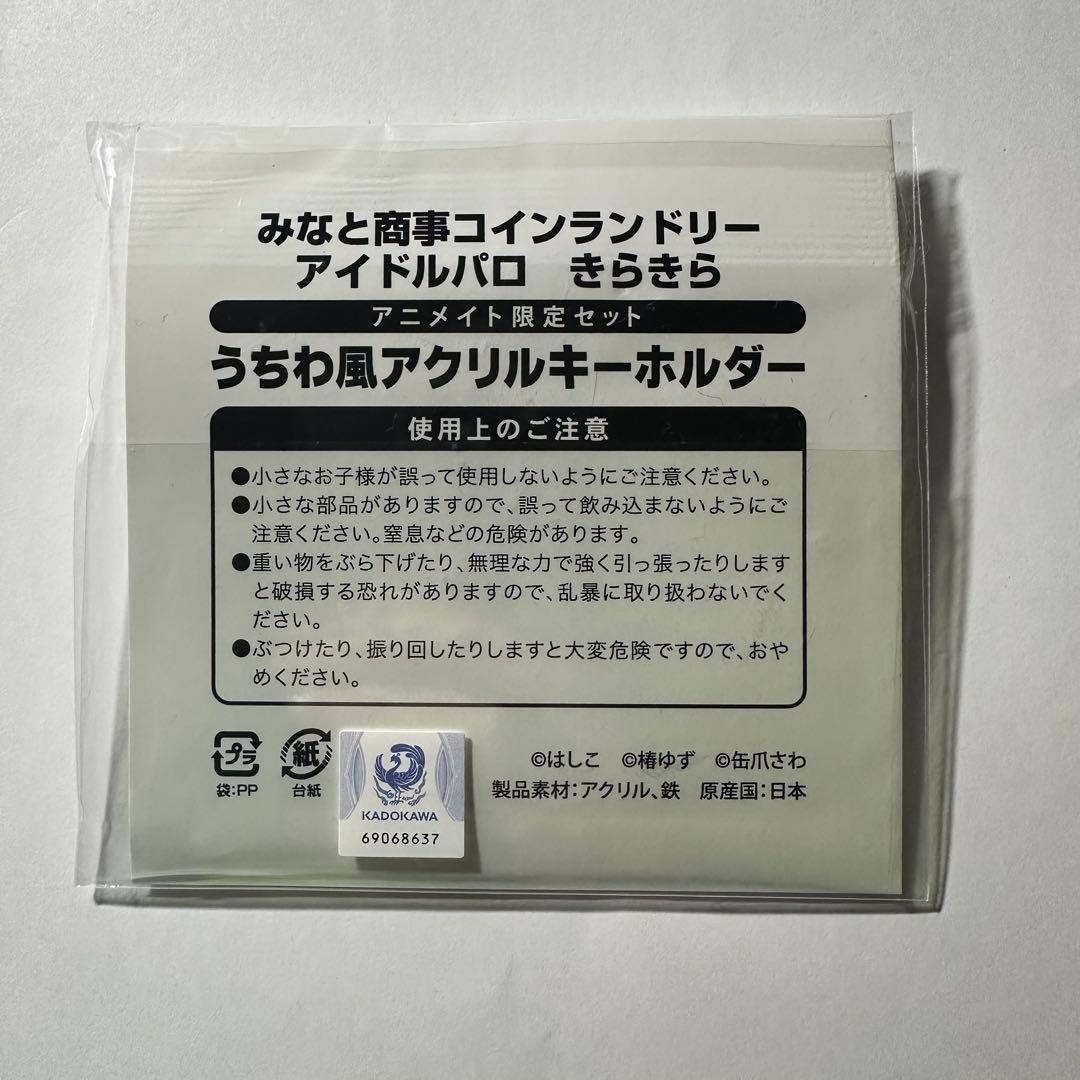 みなと商事コインランドリー
アイドルパロ　きらきら
アニメイト限定セット
うちわ風アクリルキーホルダー
使用上のご注意
●小さなお子様が誤って使用しないようにご注意ください。
●小さな部品がありますので、誤って飲み込まないようにご
注意ください。窒息などの危険があります。
●重い物をぶら下げたり、無理な力で強く引っ張ったりします
と破損する恐れがありますので、乱暴に取り扱わないでく
ださい。
●ぶつけたり、振り回したりしますと大変危険ですので、おや
めください。
プラ
袋:PP
紙
台紙
KADOKAWA
69068637
©はしこ　©椿ゆず　©缶爪さわ
製品素材:アクリル、鉄　原産国:日本